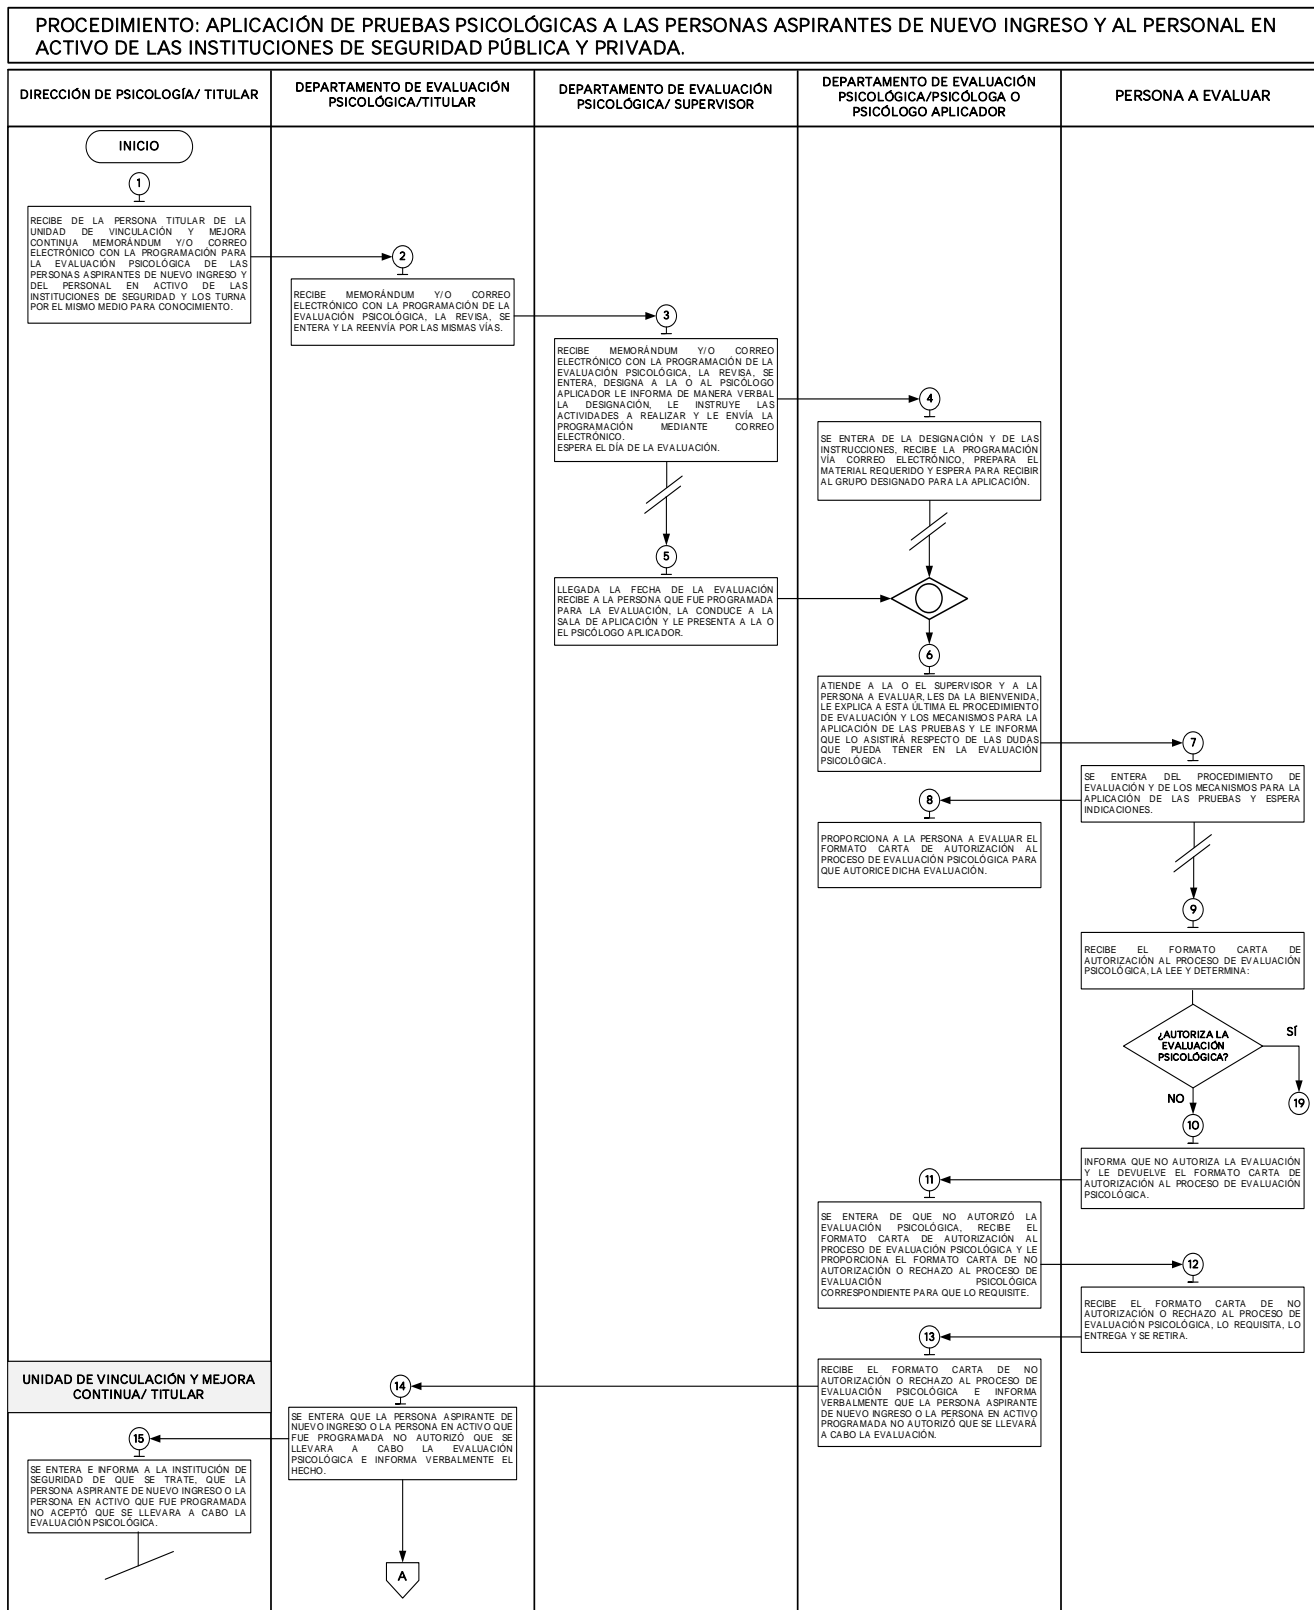 PROCEDIMIENTO: APLICACIÓN DE PRUEBAS PSICOLÓGICAS A LAS PERSONAS ASPIRANTES DE NUEVO INGRESO Y AL PERSONAL EN
ACTIVO DE LAS INSTITUCIONES DE SEGURIDAD PÚBLICA Y PRIVADA.
DIRECCIÓN DE PSICOLOGÍA/ TITULAR
DEPARTAMENTO DE EVALUACIÓN
PSICOLÓGICA/TITULAR
DEPARTAMENTO DE EVALUACIÓN
PSICOLÓGICA/ SUPERVISOR
DEPARTAMENTO DE EVALUACIÓN
PSICOLÓGICA/PSICÓLOGA O
PSICÓLOGO APLICADOR
PERSONA A EVALUAR
INICIO
1
RECIBE DE LA PERSONA TITULAR DE LA
UNIDAD DE VINCULACIÓN Y MEJORA
CONTINUA MEMORÁNDUM Y/O CORREO
ELECTRÓNICO CON LA PROGRAMACIÓN PARA
LA EVALUACIÓN PSICOLÓGICA DE LAS
PERSONAS ASPIRANTES DE NUEVO INGRESO Y
DEL PERSONAL EN ACTIVO DE LAS
INSTITUCIONES DE SEGURIDAD Y LOS TURNA
POR EL MISMO MEDIO PARA CONOCIMIENTO.
2
RECIBE MEMORÁNDUM Y/O CORREO
ELECTRÓNICO CON LA PROGRAMACIÓN DE LA
EVALUACIÓN PSICOLÓGICA, LA REVISA, SE
ENTERA Y LA REENVÍA POR LAS MISMAS VÍAS.
3
RECIBE MEMORÁNDUM Y/O CORREO
ELECTRÓNICO CON LA PROGRAMACIÓN DE LA
EVALUACIÓN PSICOLÓGICA, LA REVISA, SE
ENTERA, DESIGNA A LA O AL PSICÓLOGO
APLICADOR LE INFORMA DE MANERA VERBAL
LA DESIGNACIÓN, LE INSTRUYE LAS
ACTIVIDADES A REALIZAR Y LE ENVÍA LA
PROGRAMACIÓN MEDIANTE CORREO
ELECTRÓNICO.
ESPERA EL DÍA DE LA EVALUACIÓN.
4
SE ENTERA DE LA DESIGNACIÓN Y DE LAS
INSTRUCCIONES, RECIBE LA PROGRAMACIÓN
VÍA CORREO ELECTRÓNICO, PREPARA EL
MATERIAL REQUERIDO Y ESPERA PARA RECIBIR
AL GRUPO DESIGNADO PARA LA APLICACIÓN.
5
LLEGADA LA FECHA DE LA EVALUACIÓN
RECIBE A LA PERSONA QUE FUE PROGRAMADA
PARA LA EVALUACIÓN, LA CONDUCE A LA
SALA DE APLICACIÓN Y LE PRESENTA A LA O
EL PSICÓLOGO APLICADOR.
6
ATIENDE A LA O EL SUPERVISOR Y A LA
PERSONA A EVALUAR, LES DA LA BIENVENIDA,
LE EXPLICA A ESTA ÚLTIMA EL PROCEDIMIENTO
DE EVALUACIÓN Y LOS MECANISMOS PARA LA
APLICACIÓN DE LAS PRUEBAS Y LE INFORMA
QUE LO ASISTIRÁ RESPECTO DE LAS DUDAS
QUE PUEDA TENER EN LA EVALUACIÓN
PSICOLÓGICA.
7
SE ENTERA DEL PROCEDIMIENTO DE
EVALUACIÓN Y DE LOS MECANISMOS PARA LA
APLICACIÓN DE LAS PRUEBAS Y ESPERA
INDICACIONES.
8
PROPORCIONA A LA PERSONA A EVALUAR EL
FORMATO CARTA DE AUTORIZACIÓN AL
PROCESO DE EVALUACIÓN PSICOLÓGICA PARA
QUE AUTORICE DICHA EVALUACIÓN.
9
RECIBE EL FORMATO CARTA DE
AUTORIZACIÓN AL PROCESO DE EVALUACIÓN
PSICOLÓGICA, LA LEE Y DETERMINA:
¿AUTORIZA LA
EVALUACIÓN
PSICOLÓGICA?
SÍ
19
NO
10
INFORMA QUE NO AUTORIZA LA EVALUACIÓN
Y LE DEVUELVE EL FORMATO CARTA DE
AUTORIZACIÓN AL PROCESO DE EVALUACIÓN
PSICOLÓGICA.
11
SE ENTERA DE QUE NO AUTORIZÓ LA
EVALUACIÓN PSICOLÓGICA, RECIBE EL
FORMATO CARTA DE AUTORIZACIÓN AL
PROCESO DE EVALUACIÓN PSICOLÓGICA Y LE
PROPORCIONA EL FORMATO CARTA DE NO
AUTORIZACIÓN O RECHAZO AL PROCESO DE
EVALUACIÓN PSICOLÓGICA
CORRESPONDIENTE PARA QUE LO REQUISITE.
12
RECIBE EL FORMATO CARTA DE NO
AUTORIZACIÓN O RECHAZO AL PROCESO DE
EVALUACIÓN PSICOLÓGICA, LO REQUISITA, LO
ENTREGA Y SE RETIRA.
13
RECIBE EL FORMATO CARTA DE NO
AUTORIZACIÓN O RECHAZO AL PROCESO DE
EVALUACIÓN PSICOLÓGICA E INFORMA
VERBALMENTE QUE LA PERSONA ASPIRANTE
DE NUEVO INGRESO O LA PERSONA EN ACTIVO
PROGRAMADA NO AUTORIZÓ QUE SE LLEVARÁ
A CABO LA EVALUACIÓN.
14
SE ENTERA QUE LA PERSONA ASPIRANTE DE
NUEVO INGRESO O LA PERSONA EN ACTIVO QUE
FUE PROGRAMADA NO AUTORIZÓ QUE SE
LLEVARA A CABO LA EVALUACIÓN
PSICOLÓGICA E INFORMA VERBALMENTE EL
HECHO.
A
UNIDAD DE VINCULACIÓN Y MEJORA
CONTINUA/ TITULAR
15
SE ENTERA E INFORMA A LA INSTITUCIÓN DE
SEGURIDAD DE QUE SE TRATE, QUE LA
PERSONA ASPIRANTE DE NUEVO INGRESO O LA
PERSONA EN ACTIVO QUE FUE PROGRAMADA
NO ACEPTÓ QUE SE LLEVARA A CABO LA
EVALUACIÓN PSICOLÓGICA.